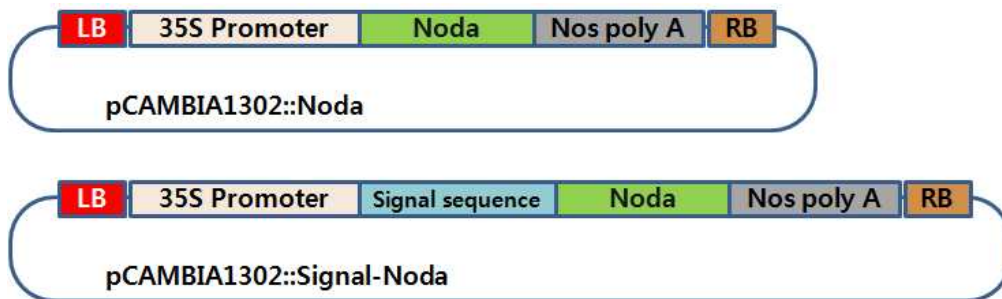 LB 35S Promoter Noda Nos poly A RB
pCAMBIA1302::Noda
LB 35S Promoter Signal sequence Noda Nos poly A RB
pCAMBIA1302::Signal-Noda